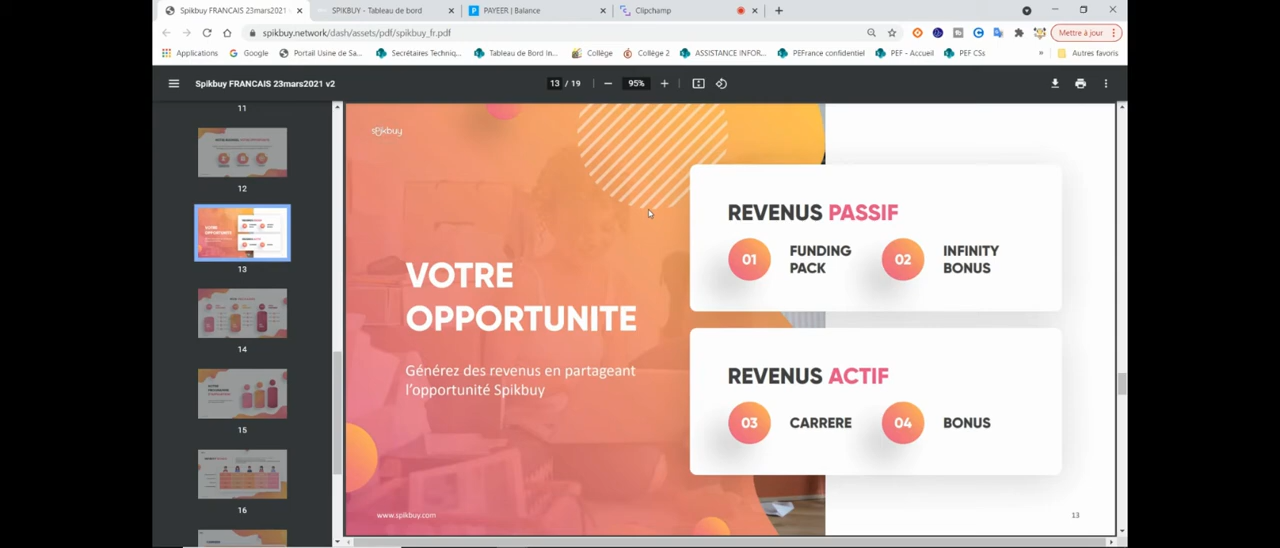 Spikbuy FRANCAIS 23mars2021
SPIKBUY - Tableau de bord
PAYEER | Balance
Clipchamp
spikbuy.network/dash/assets/pdf/spikbuy_fr.pdf
Mettre à jour
Applications
Google
Portail Usine de Sa...
Secrétaires Techniq...
Tableau de Bord In...
Collège
Collège 2
ASSISTANCE INFOR...
PEFrance confidentiel
PEF - Accueil
PEF CSs
»
Autres favoris
Spikbuy FRANCAIS 23mars2021 v2
13 / 19
95%
11
12
13
14
15
16
spikbuy
VOTRE
OPPORTUNITE
Générez des revenus en partageant
l'opportunité Spikbuy
www.spikbuy.com
REVENUS PASSIF
01
FUNDING
PACK
02
INFINITY
BONUS
REVENUS ACTIF
03
CARRERE
04
BONUS
13